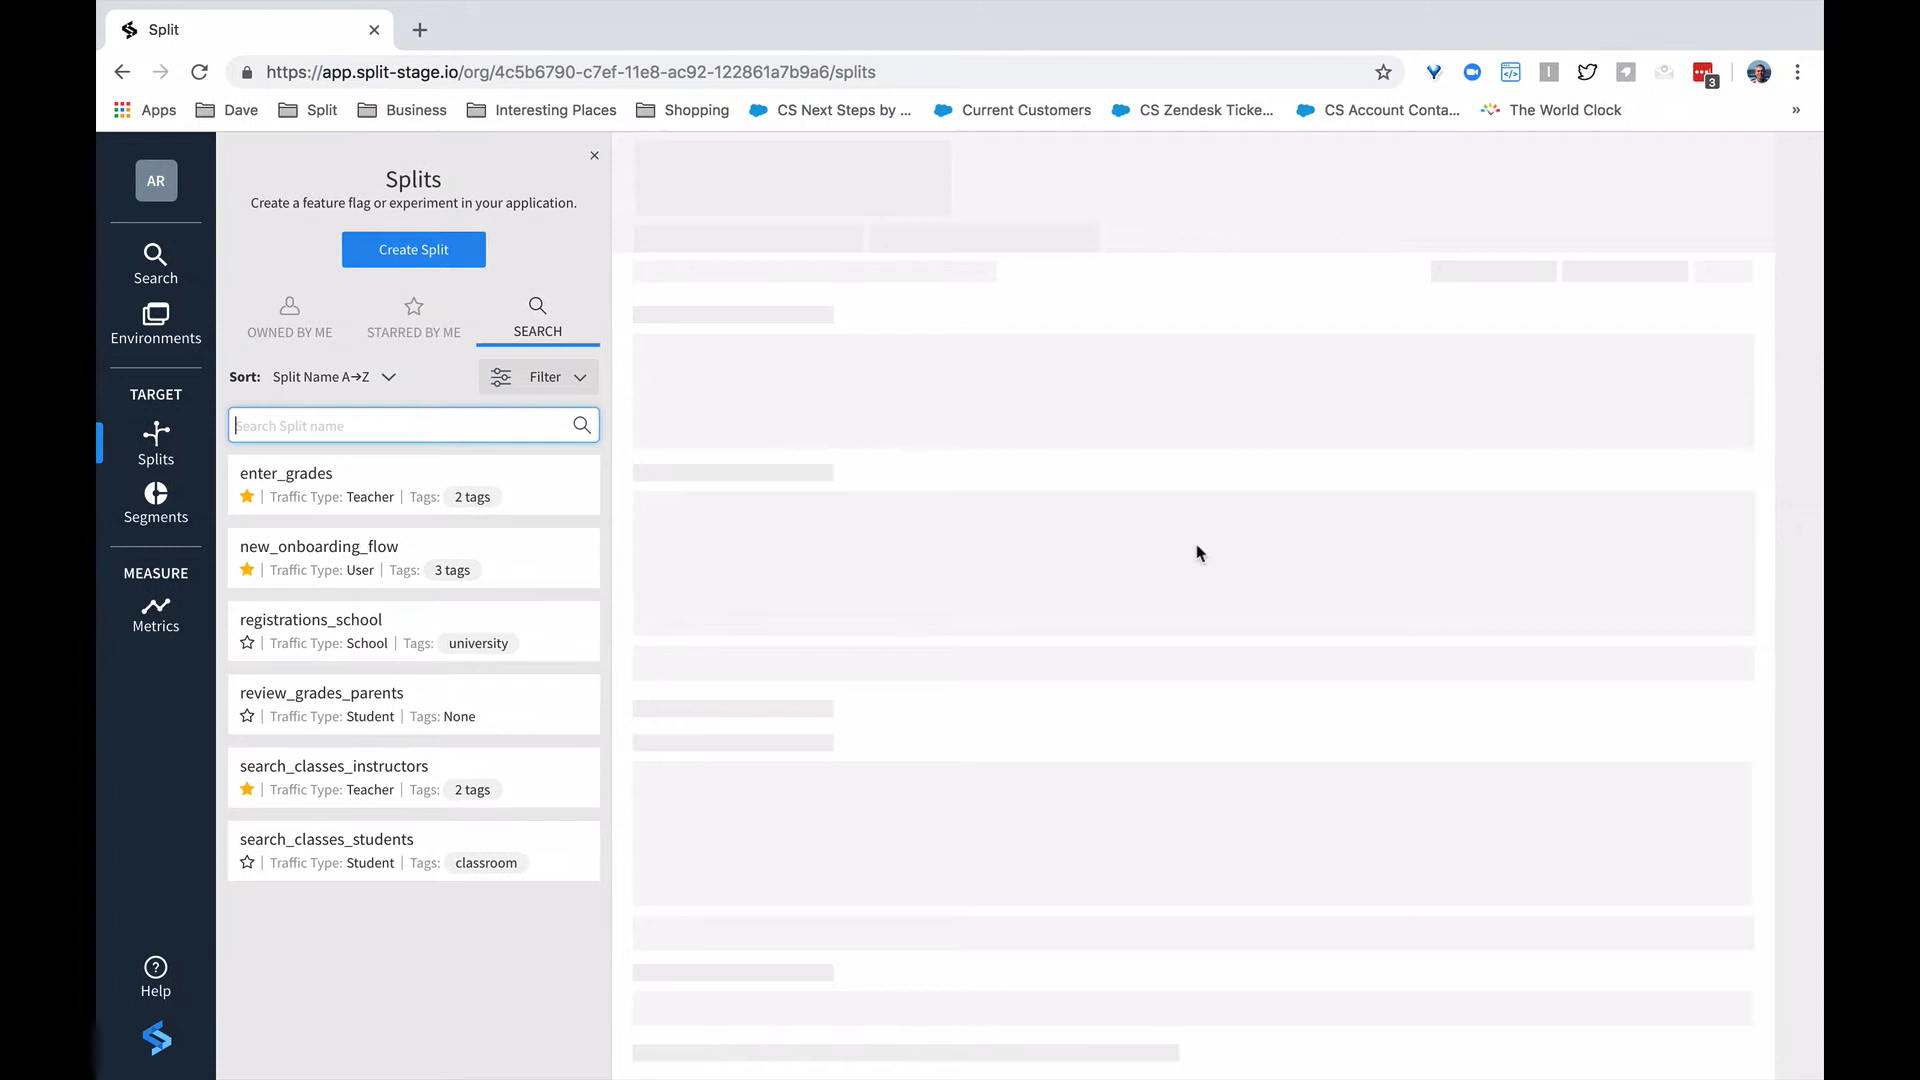 Split
https://app.split-stage.io/org/4c5b6790-c7ef-11e8-ac92-122861a7b9a6/splits
3
Apps Dave Split Business Interesting Places Shopping CS Next Steps by ... Current Customers CS Zendesk Ticke... CS Account Conta... The World Clock »
AR
Search
Environments
TARGET
Splits
Segments
MEASURE
Metrics
Help
Splits
Create a feature flag or experiment in your application.
Create Split
OWNED BY ME STARRED BY ME SEARCH
Sort: Split Name A→Z Filter
Search Split name
enter_grades
| Traffic Type: Teacher | Tags: 2 tags
new_onboarding_flow
| Traffic Type: User | Tags: 3 tags
registrations_school
| Traffic Type: School | Tags: university
review_grades_parents
| Traffic Type: Student | Tags: None
search_classes_instructors
| Traffic Type: Teacher | Tags: 2 tags
search_classes_students
| Traffic Type: Student | Tags: classroom